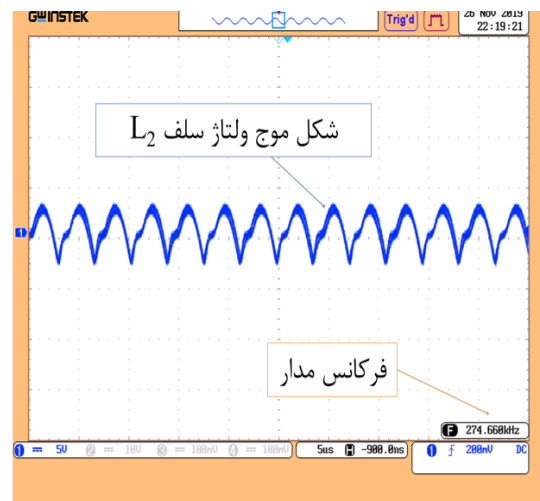 GWINSTEK
Trig'd
26 Nov 2019
22:19:21
شکل موج ولتاژ سلف L₂
1
فرکانس مدار
F 274.660kHz
1 5V 2 10V 3 100mV 4 100mV 5us H -900.0ns 1 200mV DC